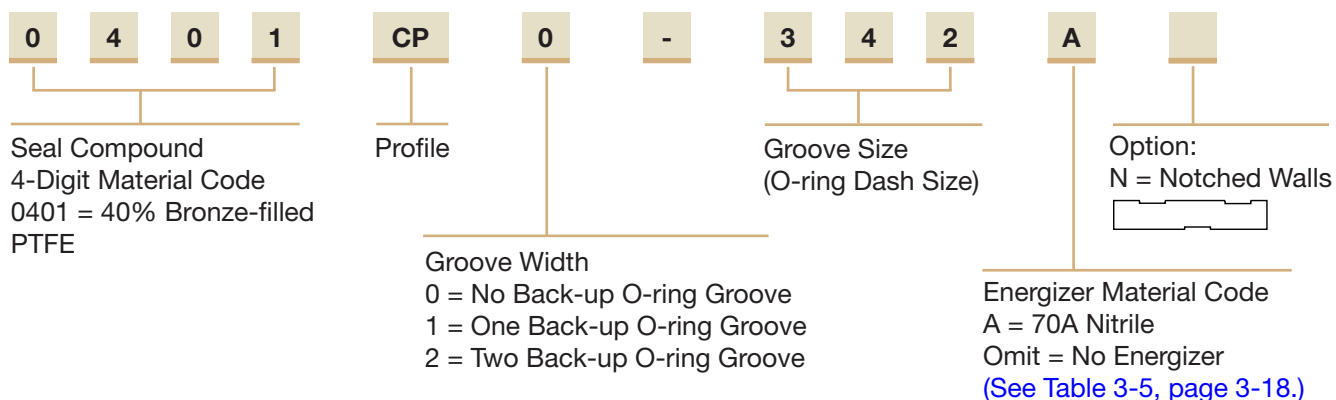 0 4 0 1 CP 0 - 3 4 2 A
Seal Compound
4-Digit Material Code
0401 = 40% Bronze-filled
PTFE
Profile
Groove Width
0 = No Back-up O-ring Groove
1 = One Back-up O-ring Groove
2 = Two Back-up O-ring Groove
Groove Size
(O-ring Dash Size)
Energizer Material Code
A = 70A Nitrile
Omit = No Energizer
(See Table 3-5, page 3-18.)
Option:
N = Notched Walls